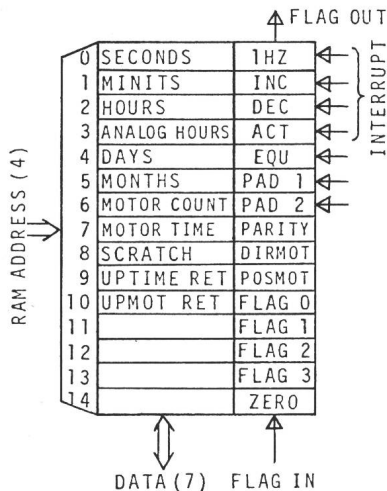 FLAG OUT
0 SECONDS 1HZ
1 MINITS INC
2 HOURS DEC
3 ANALOG HOURS ACT
4 DAYS EQU
5 MONTHS PAD 1
6 MOTOR COUNT PAD 2
7 MOTOR TIME PARITY
8 SCRATCH DIRMOT
9 UPTIME RET POSMOT
10 UPMOT RET FLAG 0
11 FLAG 1
12 FLAG 2
13 FLAG 3
14 ZERO
INTERRUPT
RAM ADDRESS (4)
DATA (7) FLAG IN